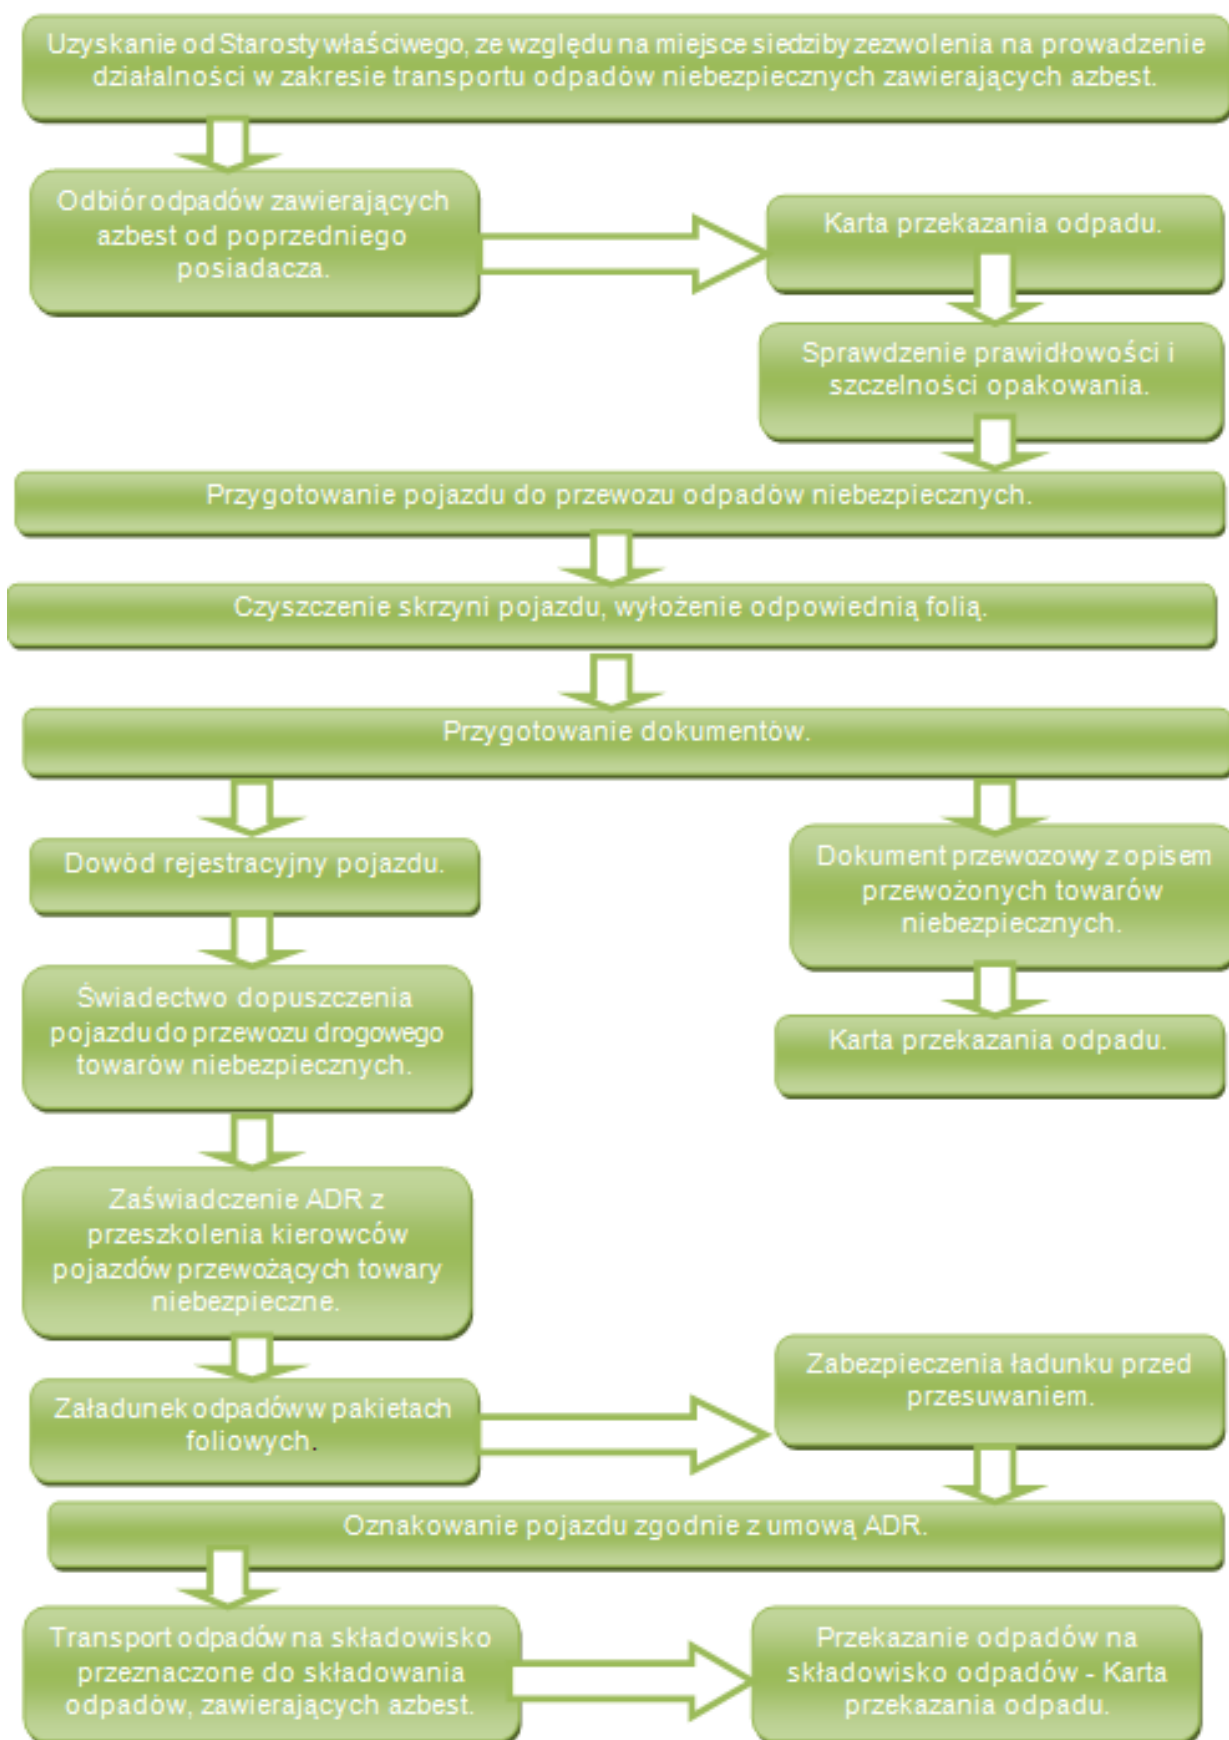 Uzyskanie od Starosty właściwego, ze względu na miejsce siedziby zezwolenia na prowadzenie
działalności w zakresie transportu odpadów niebezpiecznych zawierających azbest.
Odbiór odpadów zawierających
azbest od poprzedniego
posiadacza.
Karta przekazania odpadu.
Sprawdzenie prawidłowości i
szczelności opakowania.
Przygotowanie pojazdu do przewozu odpadów niebezpiecznych.
Czyszczenie skrzyni pojazdu, wyłożenie odpowiednią folią.
Przygotowanie dokumentów.
Dowód rejestracyjny pojazdu.
Świadectwo dopuszczenia
pojazdu do przewozu drogowego
towarów niebezpiecznych.
Zaświadczenie ADR z
przeszkolenia kierowców
pojazdów przewożących towary
niebezpieczne.
Dokument przewozowy z opisem
przewożonych towarów
niebezpiecznych.
Karta przekazania odpadu.
Załadunek odpadów w pakietach
foliowych.
Zabezpieczenia ładunku przed
przesuwaniem.
Oznakowanie pojazdu zgodnie z umową ADR.
Transport odpadów na składowisko
przeznaczone do składowania
odpadów, zawierających azbest.
Przekazanie odpadów na
składowisko odpadów - Karta
przekazania odpadu.